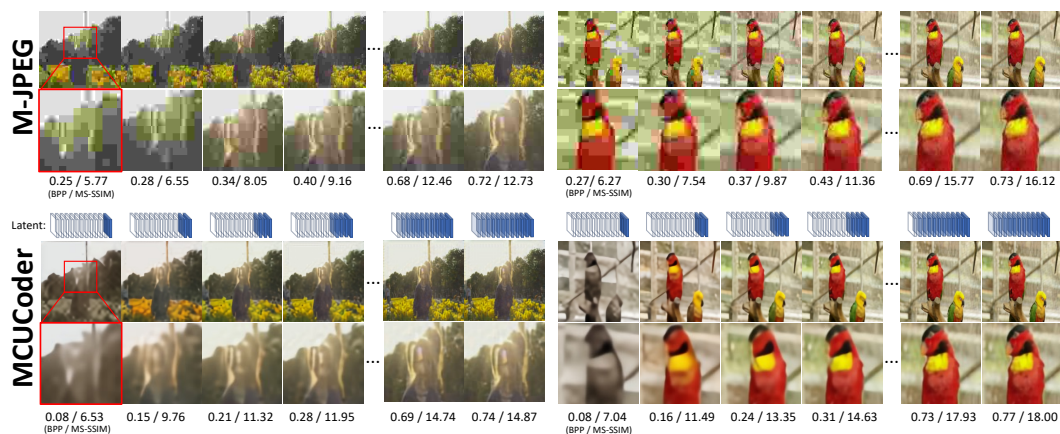 M-JPEG
... ...
... ...
0.25 / 5.77 0.28 / 6.55 0.34/ 8.05 0.40 / 9.16 0.68 / 12.46 0.72 / 12.73 0.27/ 6.27 0.30 / 7.54 0.37 / 9.87 0.43 / 11.36 0.69 / 15.77 0.73 / 16.12
(BPP / MS-SSIM) (BPP / MS-SSIM)
Latent:
MCUCoder
... ...
... ...
0.08 / 6.53 0.15 / 9.76 0.21 / 11.32 0.28 / 11.95 0.69 / 14.74 0.74 / 14.87 0.08 / 7.04 0.16 / 11.49 0.24 / 13.35 0.31 / 14.63 0.73 / 17.93 0.77 / 18.00
(BPP / MS-SSIM) (BPP / MS-SSIM)